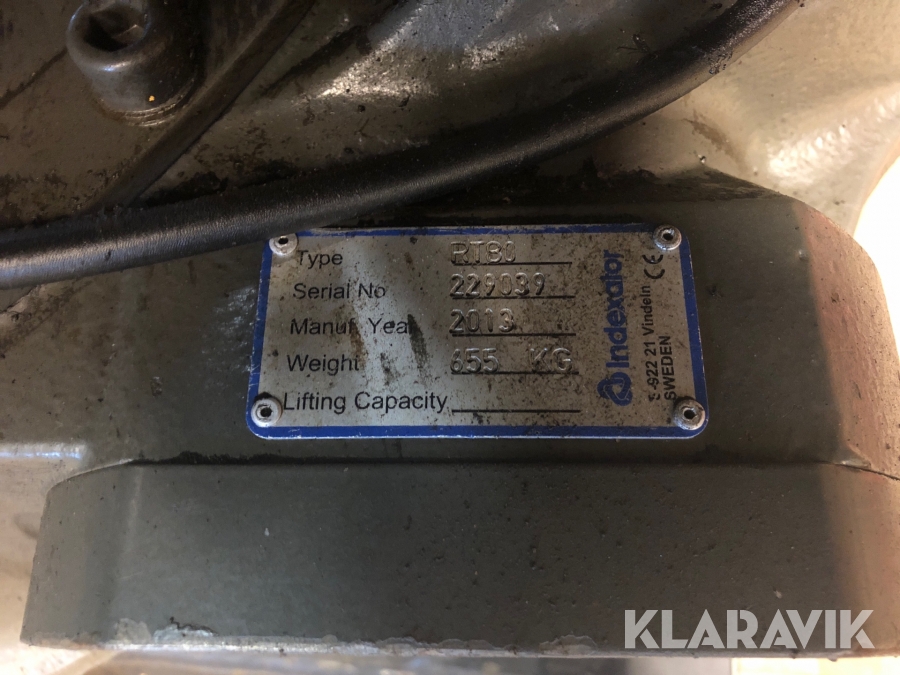 Type RT80
Serial No 229039
Manuf. Year 2013
Weight 655 KG
Lifting Capacity
Indexator CE
S-922 21 Vindeln
SWEDEN
KLARAVIK